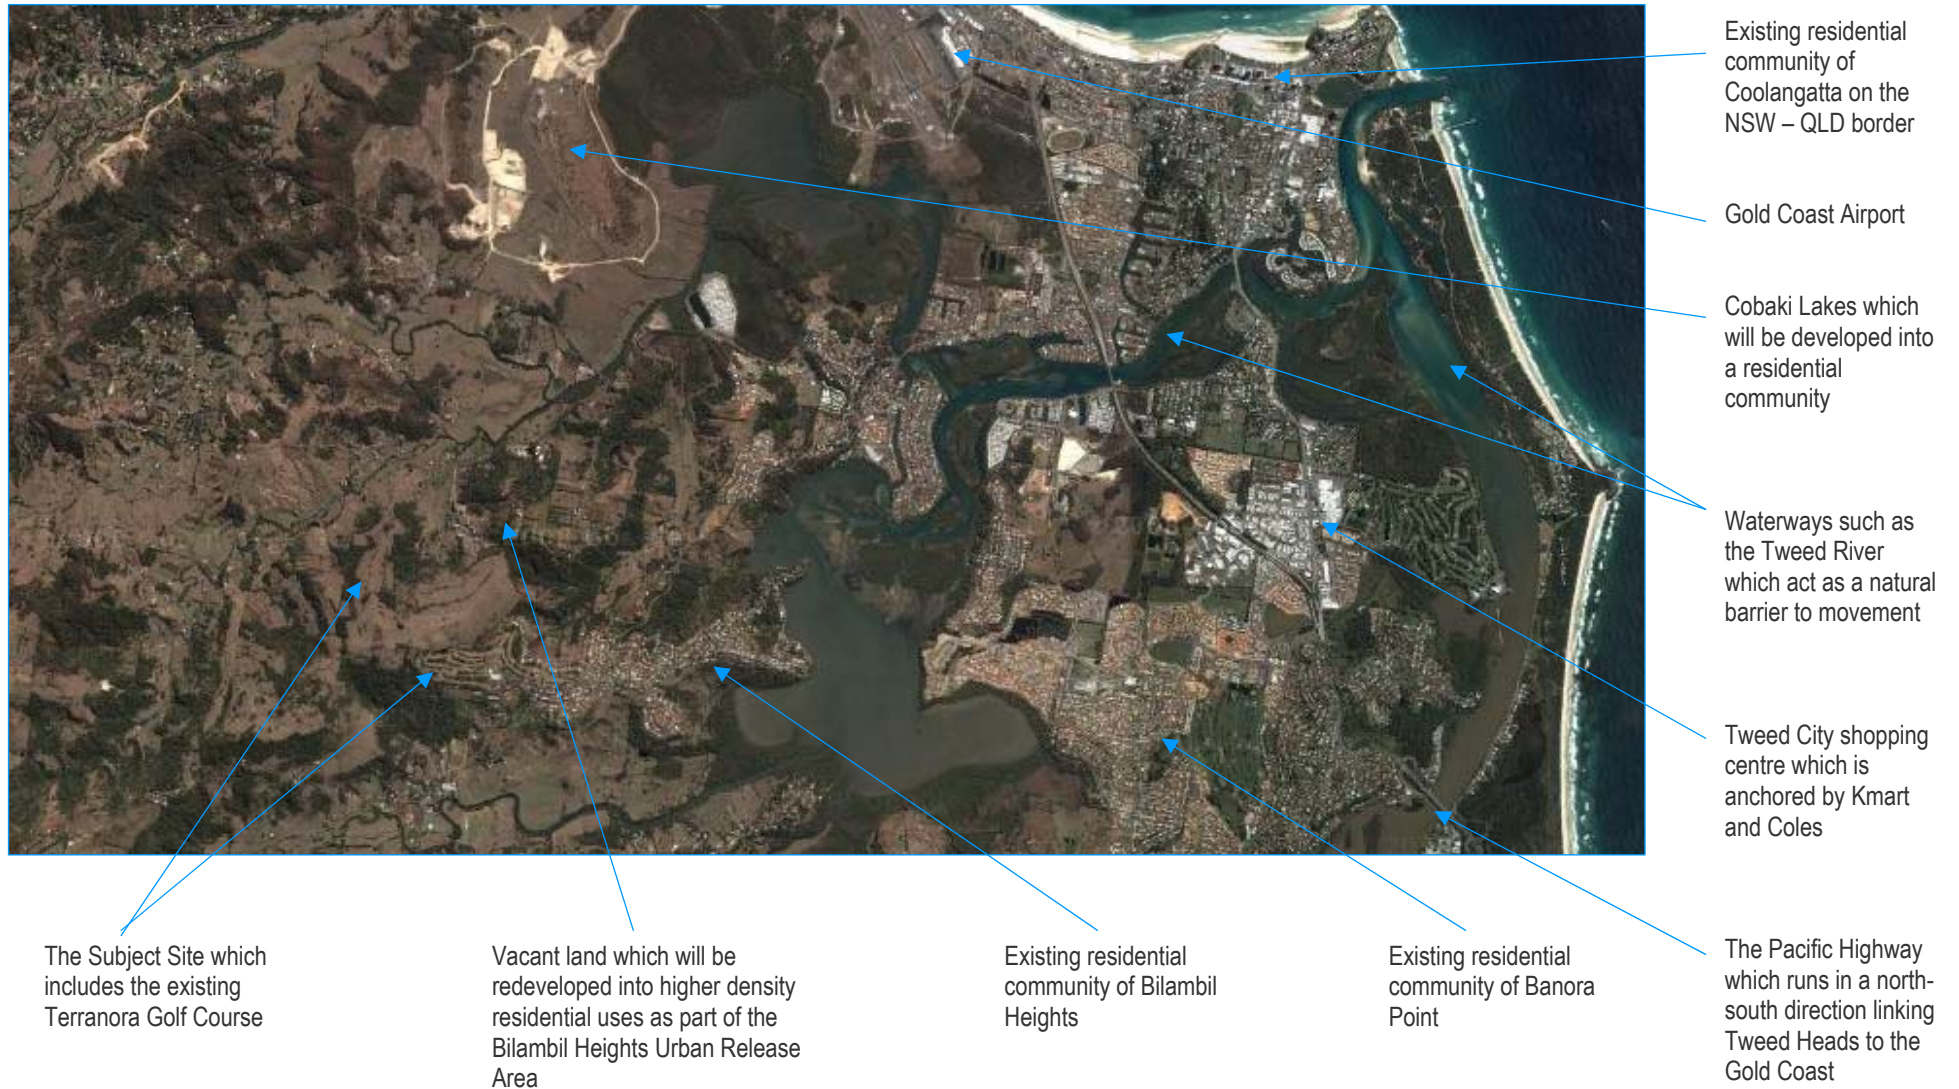 Existing residential
community of
Coolangatta on the
NSW – QLD border
Gold Coast Airport
Cobaki Lakes which
will be developed into
a residential
community
Waterways such as
the Tweed River
which act as a natural
barrier to movement
Tweed City shopping
centre which is
anchored by Kmart
and Coles
The Pacific Highway
which runs in a north-
south direction linking
Tweed Heads to the
Gold Coast
The Subject Site which
includes the existing
Terranora Golf Course
Vacant land which will be
redeveloped into higher density
residential uses as part of the
Bilambil Heights Urban Release
Area
Existing residential
community of Bilambil
Heights
Existing residential
community of Banora
Point